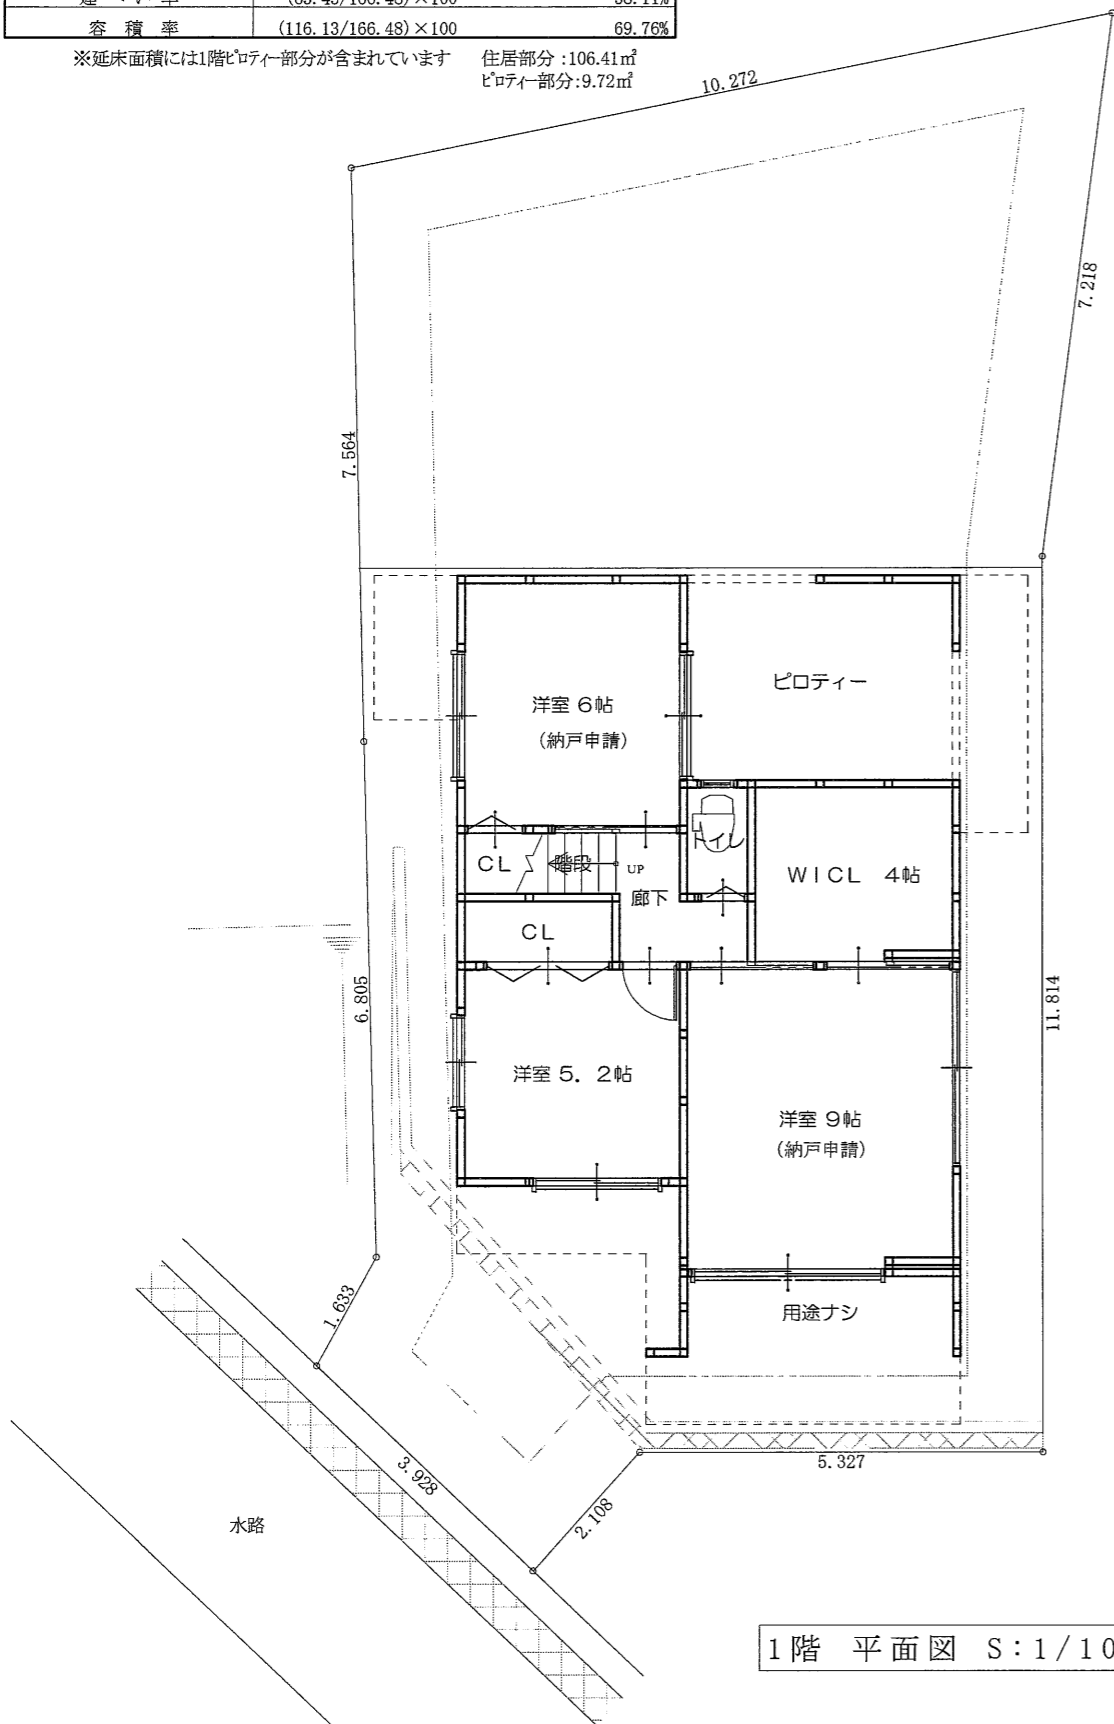 容積率 (116.13/166.48)×100 69.76%
※延床面積には1階ピロティー部分が含まれています 住居部分:106.41㎡
ピロティー部分:9.72㎡
10.272
7.218
7.564
ピロティー
洋室 6帖
(納戸申請)
トイレ
CL
階段
UP
WICL 4帖
廊下
CL
6.805
11.814
洋室 5.2帖
洋室 9帖
(納戸申請)
1.633
用途ナシ
3.928
5.327
2.108
水路
1階 平面図 S:1/10